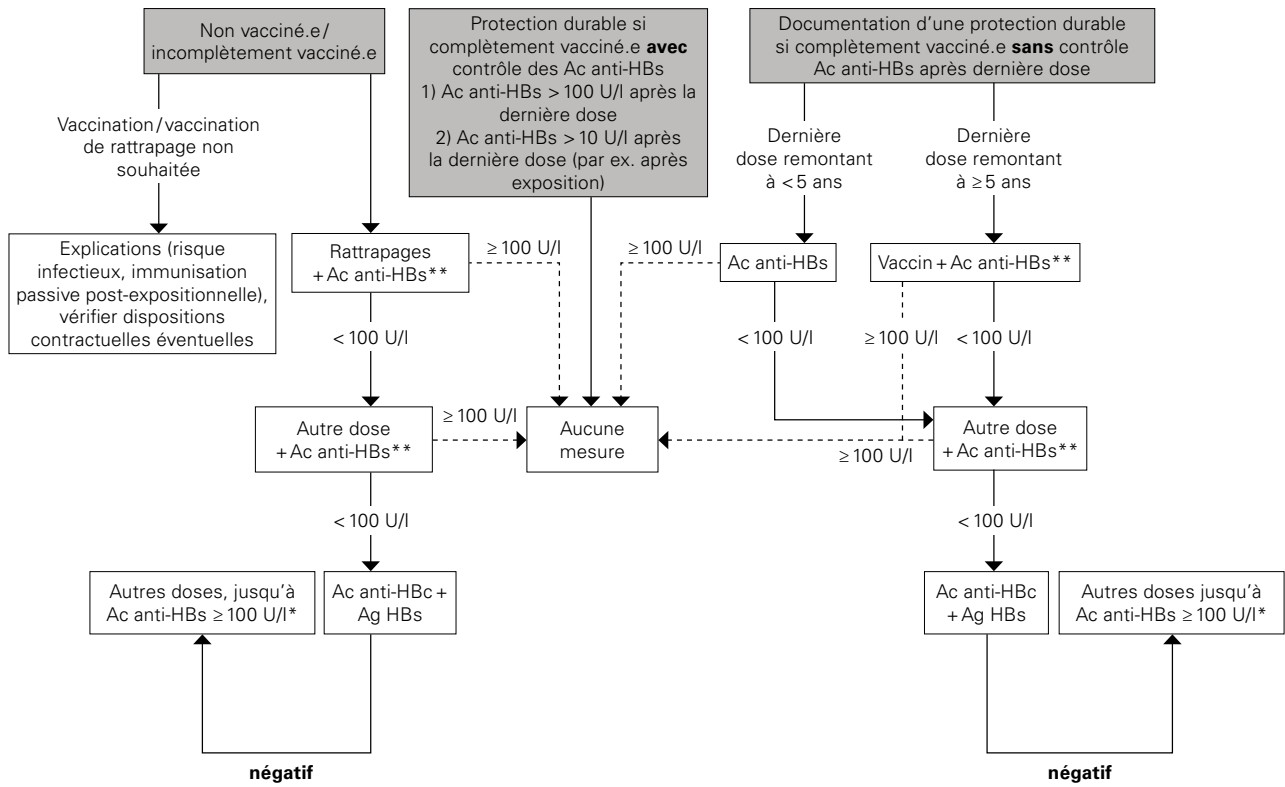 Non vacciné.e/
incomplètement vacciné.e
Protection durable si
complètement vacciné.e avec
contrôle des Ac anti-HBs
1) Ac anti-HBs > 100 U/l après la
dernière dose
2) Ac anti-HBs > 10 U/l après
la dernière dose (par ex. après
exposition)
Documentation d’une protection durable
si complètement vacciné.e sans contrôle
Ac anti-HBs après dernière dose
Vaccination/vaccination
de rattrapage non
souhaitée
Dernière
dose remontant
à < 5 ans
Dernière
dose remontant
à ≥ 5 ans
Explications (risque
infectieux, immunisation
passive post-expositionnelle),
vérifier dispositions
contractuelles éventuelles
Rattrapages
+ Ac anti-HBs**
≥ 100 U/l
≥ 100 U/l
Ac anti-HBs
Vaccin + Ac anti-HBs**
< 100 U/l
< 100 U/l
≥ 100 U/l
< 100 U/l
Autre dose
+ Ac anti-HBs**
≥ 100 U/l
Aucune
mesure
≥ 100 U/l
Autre dose
+ Ac anti-HBs**
< 100 U/l
< 100 U/l
Autres doses, jusqu’à
Ac anti-HBs ≥ 100 U/l*
Ac anti-HBc +
Ag HBs
Ac anti-HBc
+ Ag HBs
Autres doses jusqu’à
Ac anti-HBs ≥ 100 U/l*
négatif
négatif